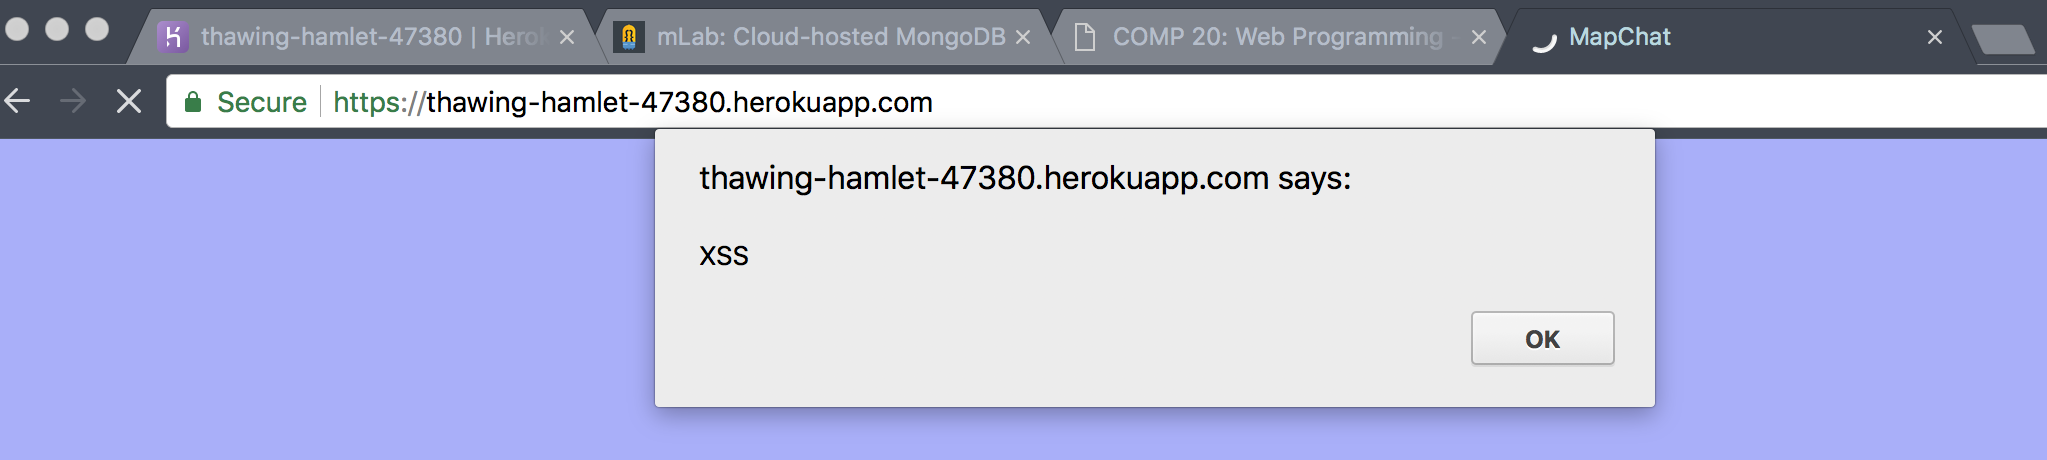 thawing-hamlet-47380 | Herok
mLab: Cloud-hosted MongoDB
COMP 20: Web Programming -
MapChat
Secure
https://thawing-hamlet-47380.herokuapp.com
thawing-hamlet-47380.herokuapp.com says:
xss
OK